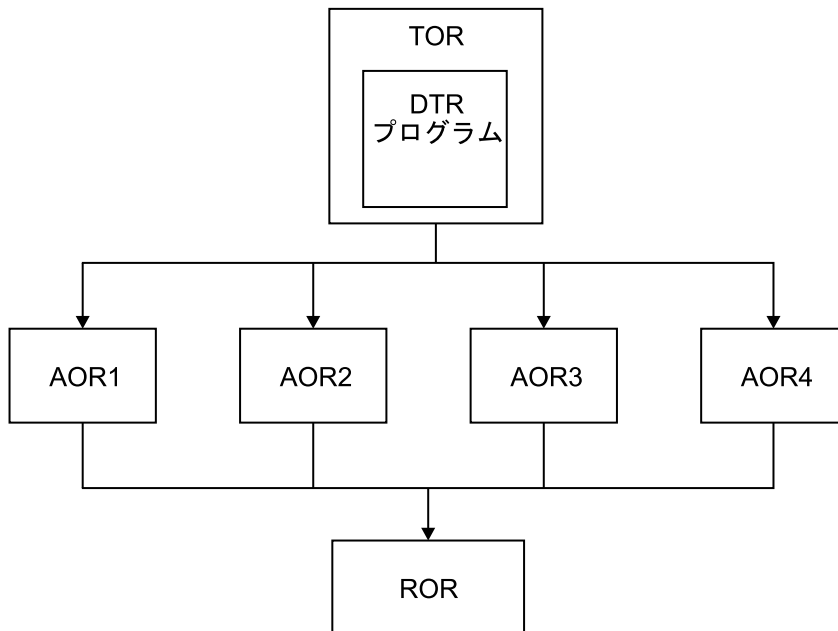 TOR
DTR
プログラム
AOR1
AOR2
AOR3
AOR4
ROR